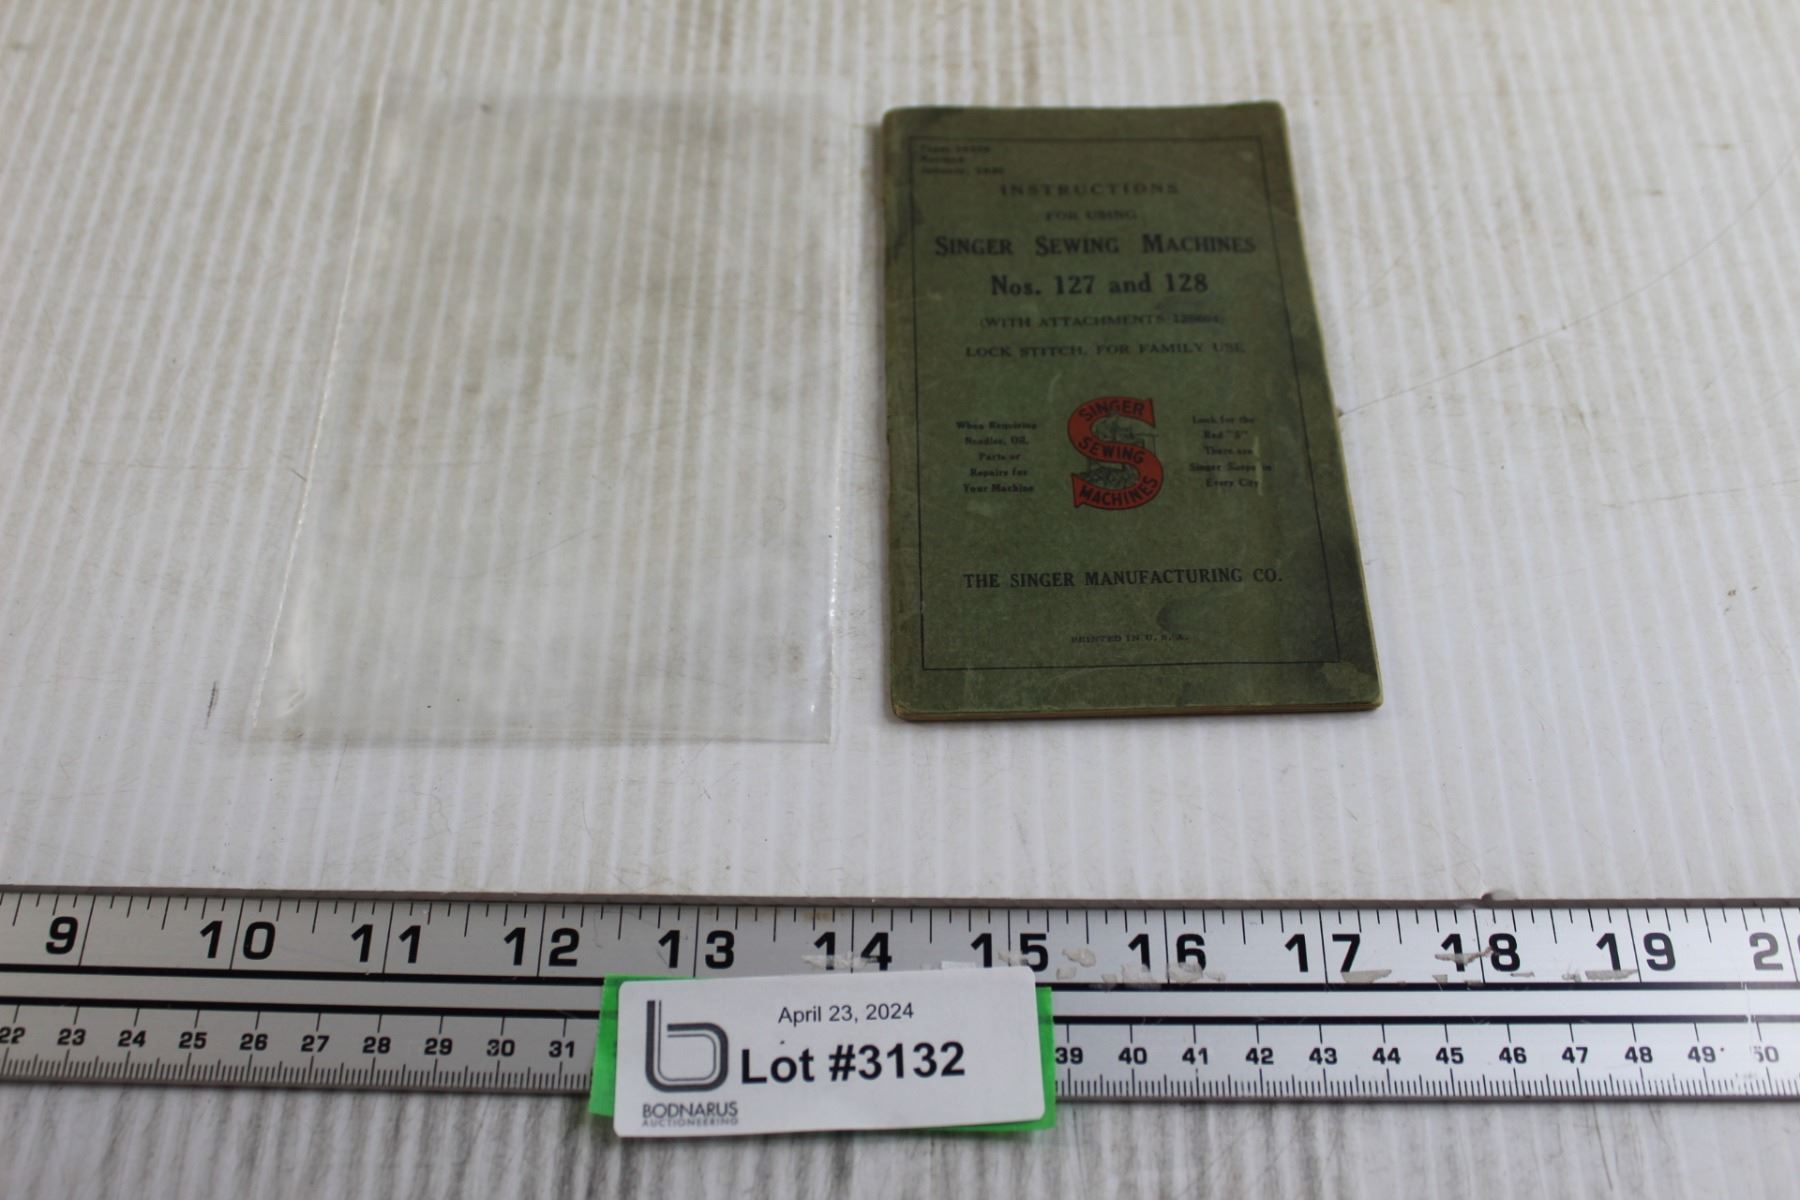 INSTRUCTIONS
FOR USING
SINGER SEWING MACHINES
Nos. 127 and 128
(WITH ATTACHMENTS
LOCK STITCH, FOR FAMILY USE
When Requiring
Needles, Oil,
Parts or
Repairs for
Your Machine
SINGER
SEWING
MACHINES
Look for the
Red "S"
There are
Singer Shops in
Every City
THE SINGER MANUFACTURING CO.
PRINTED IN U. S. A.
9 10 11 12 13 14 15 16 17 18 19 2
22 23 24 25 26 27 28 29 30 31 39 40 41 42 43 44 45 46 47 48 49 50
April 23, 2024
Lot #3132
BODNARUS
AUCTIONEERING